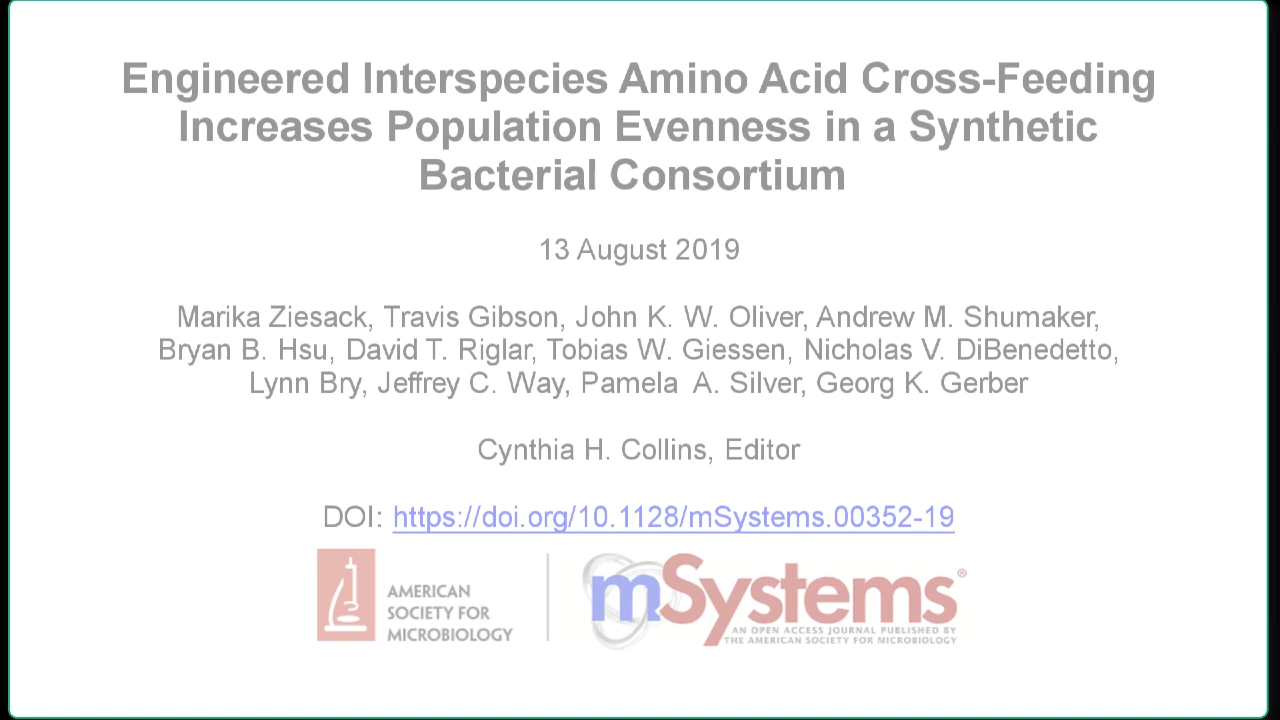 Engineered Interspecies Amino Acid Cross-Feeding
Increases Population Evenness in a Synthetic
Bacterial Consortium
13 August 2019
Marika Ziesack, Travis Gibson, John K. W. Oliver, Andrew M. Shumaker,
Bryan B. Hsu, David T. Riglar, Tobias W. Giessen, Nicholas V. DiBenedetto,
Lynn Bry, Jeffrey C. Way, Pamela A. Silver, Georg K. Gerber
Cynthia H. Collins, Editor
DOI: https://doi.org/10.1128/mSystems.00352-19
AMERICAN
SOCIETY FOR
MICROBIOLOGY
mSystems®
AN OPEN ACCESS JOURNAL PUBLISHED BY
THE AMERICAN SOCIETY FOR MICROBIOLOGY